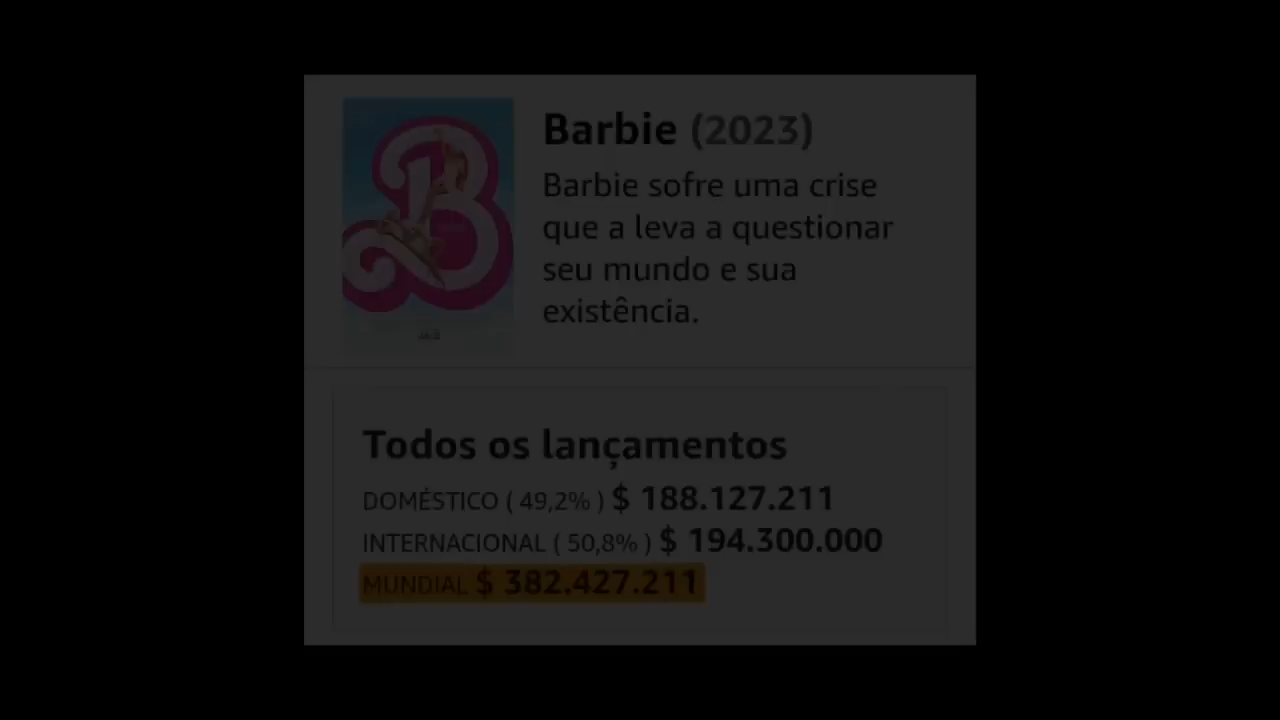 Barbie (2023)
Barbie sofre uma crise
que a leva a questionar
seu mundo e sua
existência.
Todos os lançamentos
DOMÉSTICO ( 49,2% ) $ 188.127.211
INTERNACIONAL ( 50,8% ) $ 194.300.000
MUNDIAL $ 382.427.211